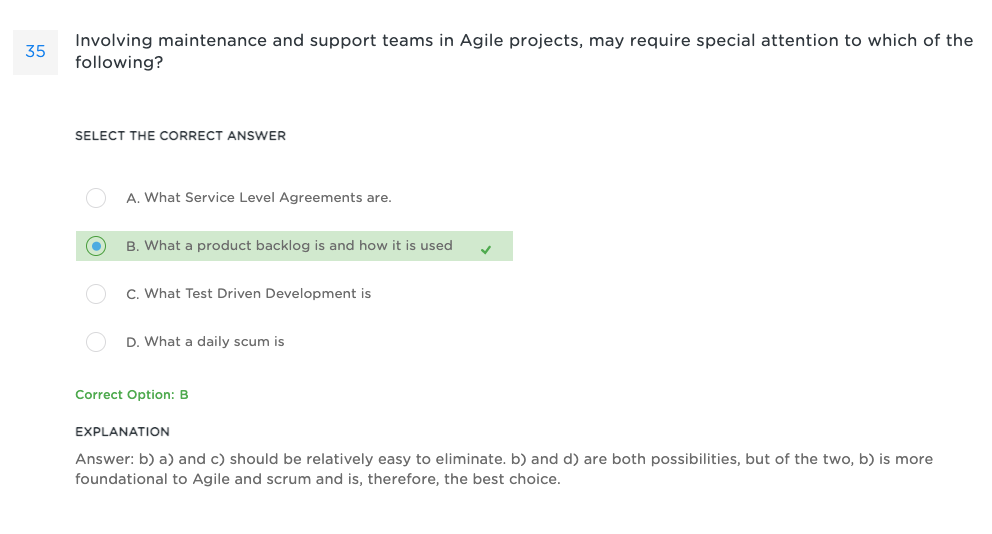 35
Involving maintenance and support teams in Agile projects, may require special attention to which of the
following?
SELECT THE CORRECT ANSWER
A. What Service Level Agreements are.
B. What a product backlog is and how it is used
C. What Test Driven Development is
D. What a daily scum is
Correct Option: B
EXPLANATION
Answer: b) a) and c) should be relatively easy to eliminate. b) and d) are both possibilities, but of the two, b) is more
foundational to Agile and scrum and is, therefore, the best choice.